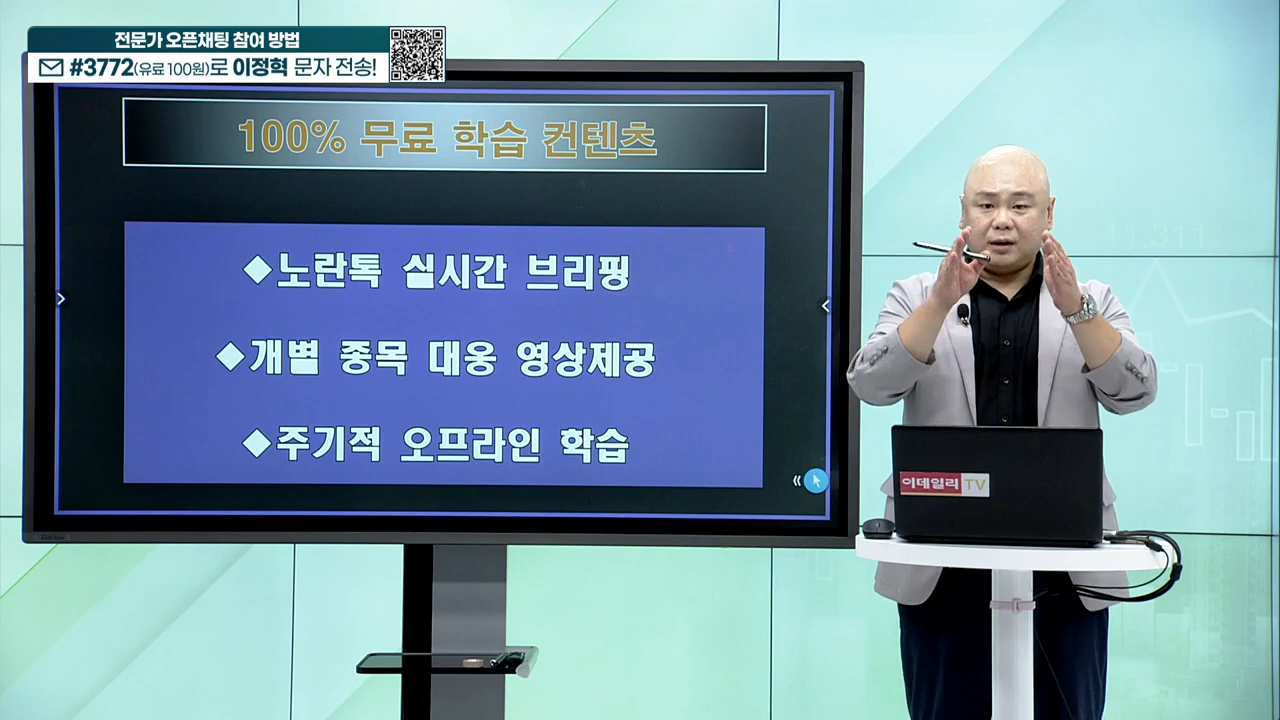 전문가 오픈채팅 참여 방법
#3772(유료 100원)로 이정혁 문자 전송!
100% 무료 학습 컨텐츠
◆노란톡 실시간 브리핑
◆개별 종목 대웅 영상제공
◆주기적 오프라인 학습
11.311
이데일리TV